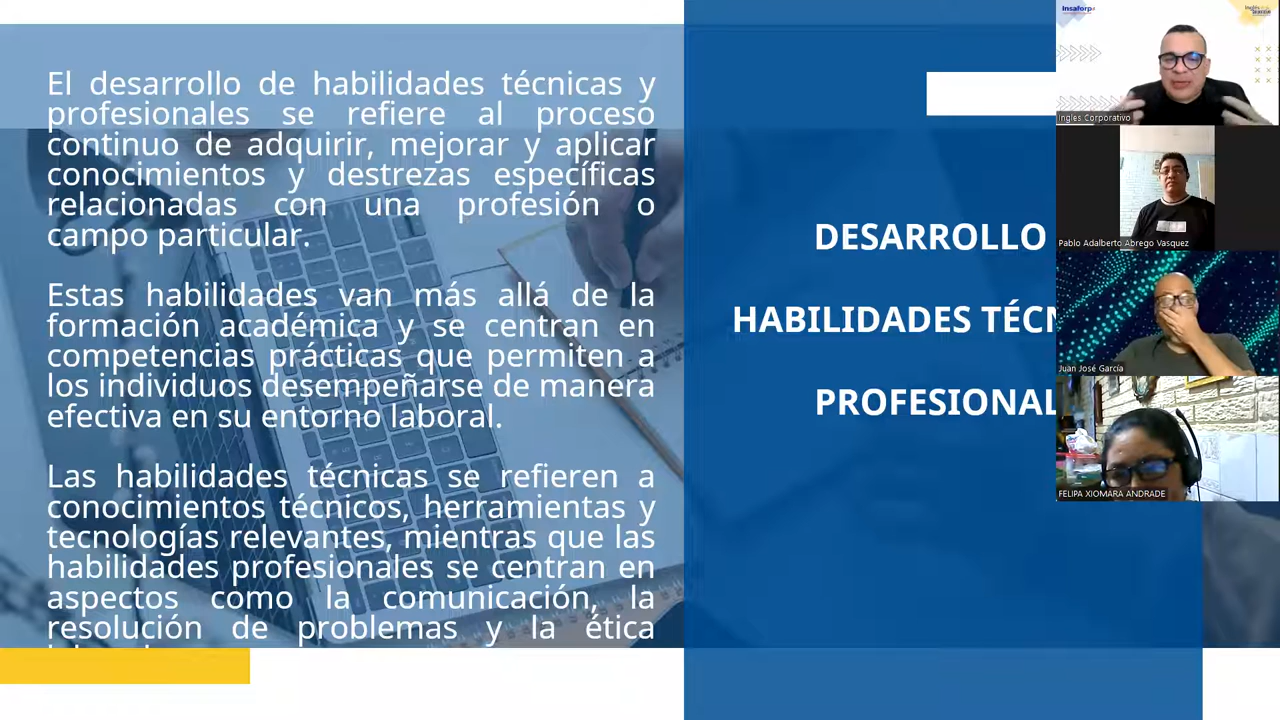 El desarrollo de habilidades técnicas y
profesionales se refiere al proceso
continuo de adquirir, mejorar y aplicar
conocimientos y destrezas específicas
relacionadas con una profesión o
campo particular.
Estas habilidades van más allá de la
formación académica y se centran en
competencias prácticas que permiten a
los individuos desempeñarse de manera
efectiva en su entorno laboral.
Las habilidades técnicas se refieren a
conocimientos técnicos, herramientas y
tecnologías relevantes, mientras que las
habilidades profesionales se centran en
aspectos como la comunicación, la
resolución de problemas y la ética
DESARROLLO
HABILIDADES TÉCN
PROFESIONAL
Insaforp
Ingles Corporativo
Pablo Adalberto Abrego Vasquez
Juan José García
FELIPA XIOMARA ANDRADE